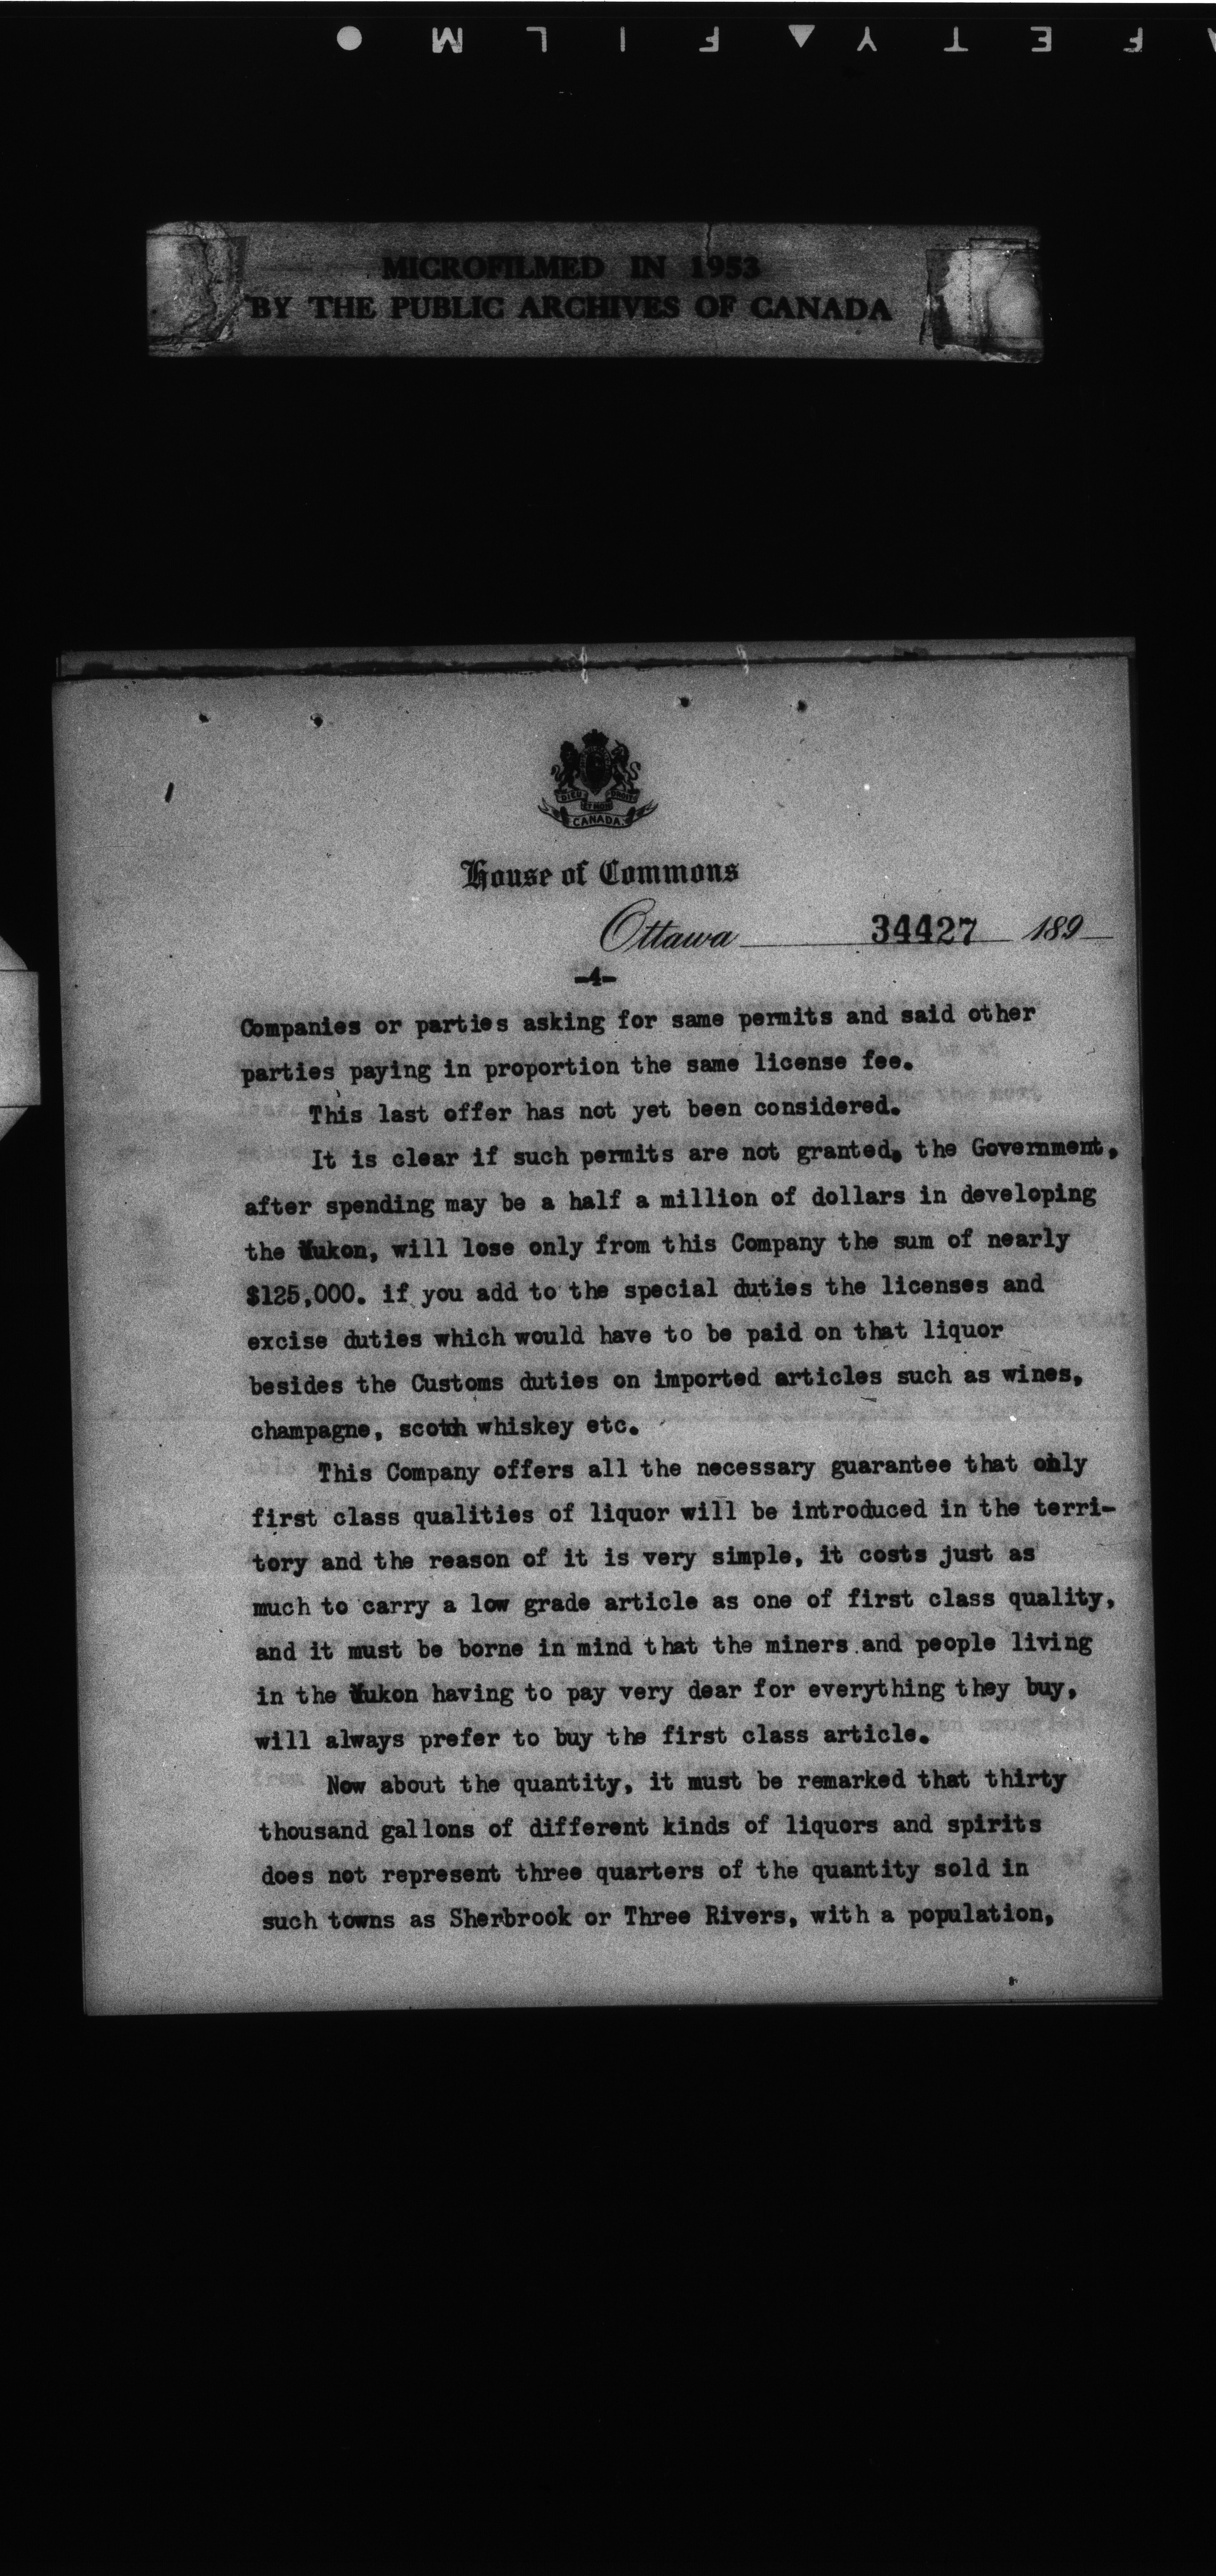 F E T Y ▲ F I L M ●
MICROFILMED IN 1953
BY THE PUBLIC ARCHIVES OF CANADA
DIEU ET MON DROIT
CANADA.
House of Commons
Ottawa 34427 189
-4-
Companies or parties asking for same permits and said other
parties paying in proportion the same license fee.
This last offer has not yet been considered.
It is clear if such permits are not granted, the Government,
after spending may be a half a million of dollars in developing
the Yukon, will lose only from this Company the sum of nearly
$125,000. if you add to the special duties the licenses and
excise duties which would have to be paid on that liquor
besides the Customs duties on imported articles such as wines,
champagne, scotch whiskey etc.
This Company offers all the necessary guarantee that only
first class qualities of liquor will be introduced in the terri-
tory and the reason of it is very simple, it costs just as
much to carry a low grade article as one of first class quality,
and it must be borne in mind that the miners and people living
in the Yukon having to pay very dear for everything they buy,
will always prefer to buy the first class article.
Now about the quantity, it must be remarked that thirty
thousand gallons of different kinds of liquors and spirits
does not represent three quarters of the quantity sold in
such towns as Sherbrook or Three Rivers, with a population,